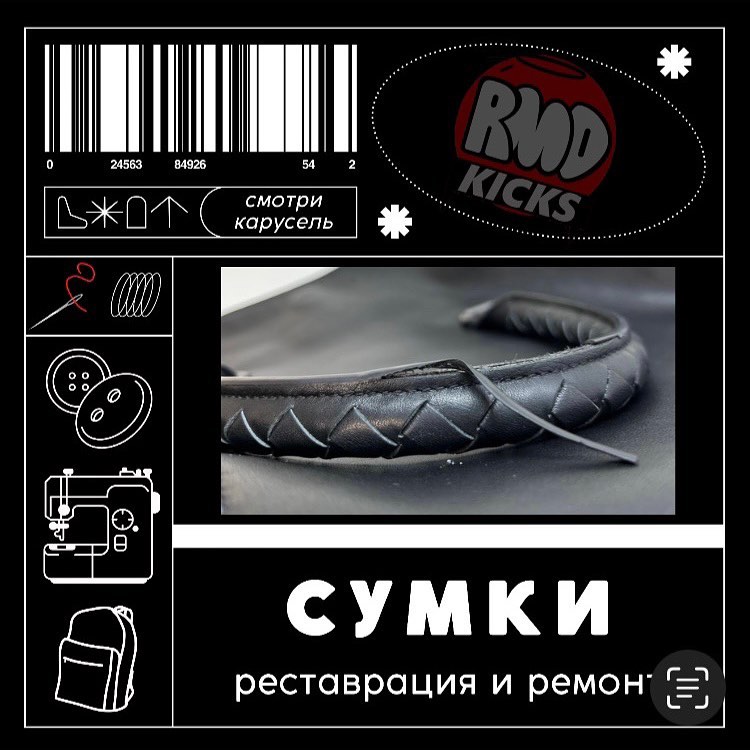 0 24563 84926 54 2
RMD
KICKS
смотри
карусель
СУМКИ
реставрация и ремонт